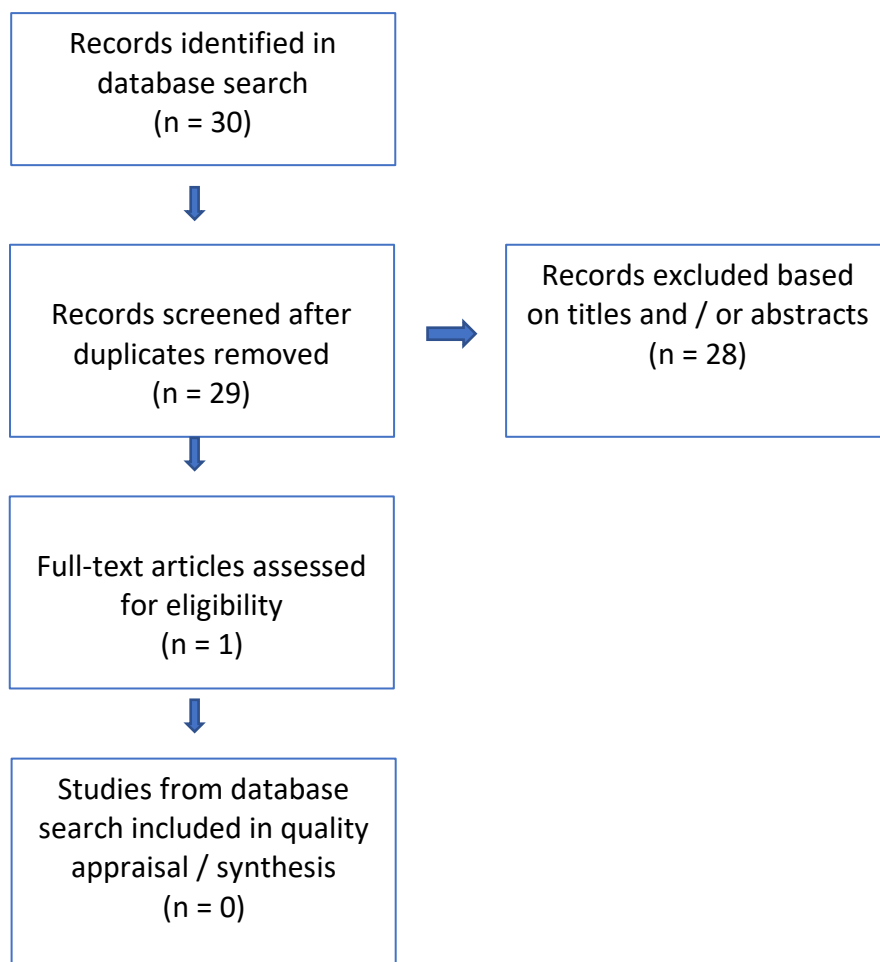 Records identified in
database search
(n = 30)
Records screened after
duplicates removed
(n = 29)
Records excluded based
on titles and / or abstracts
(n = 28)
Full-text articles assessed
for eligibility
(n = 1)
Studies from database
search included in quality
appraisal / synthesis
(n = 0)